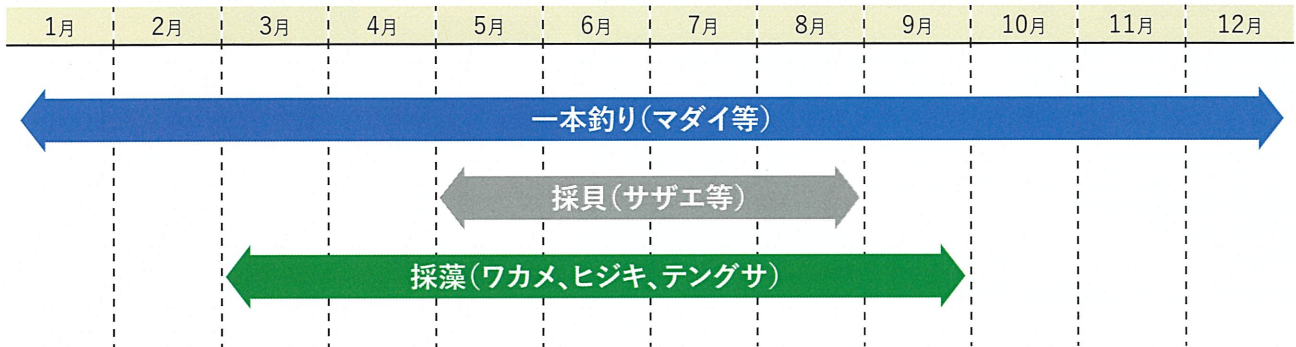 1月 2月 3月 4月 5月 6月 7月 8月 9月 10月 11月 12月
一本釣り(マダイ等)
採貝(サザエ等)
採藻(ワカメ、ヒジキ、テングサ)